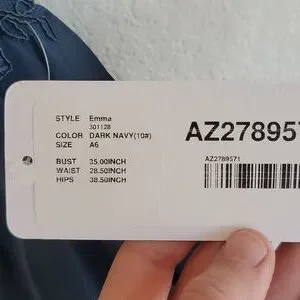 STYLE Emma
301128
COLOR DARK NAVY(10#)
SIZE A6
BUST 35.00INCH
WAIST 28.50INCH
HIPS 38.50INCH
AZ2789571
AZ2789571